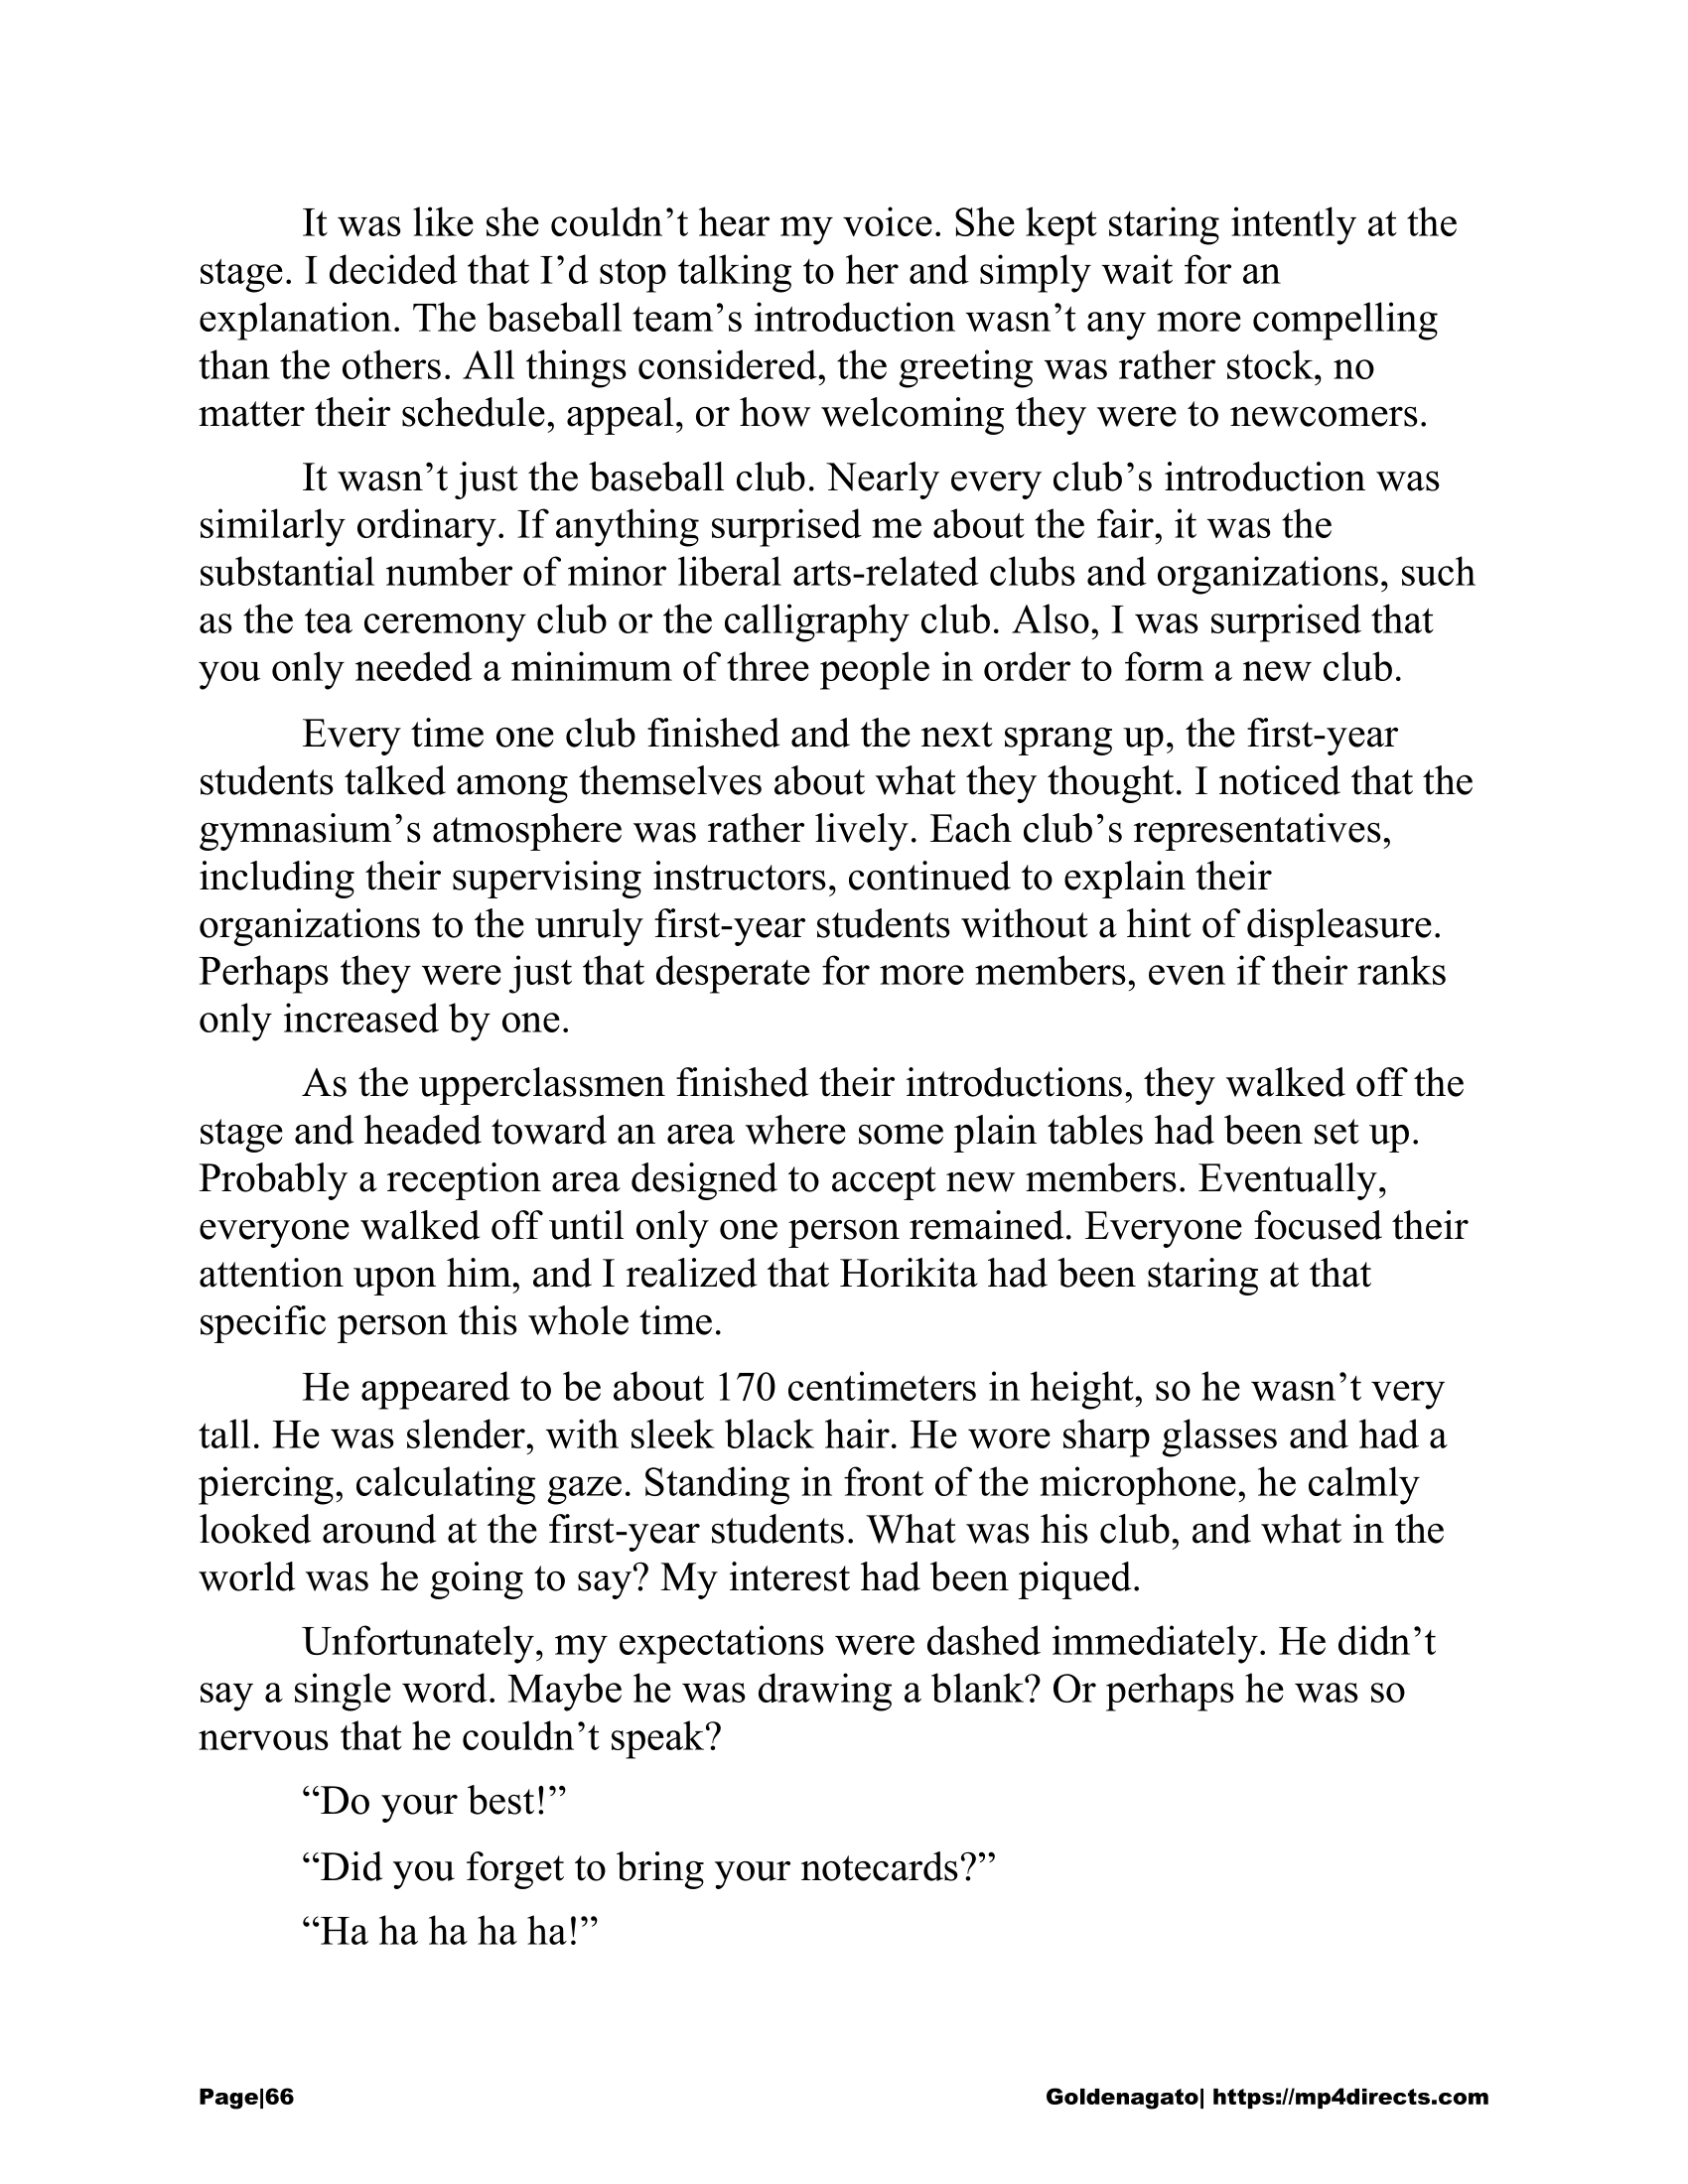 It was like she couldn’t hear my voice. She kept staring intently at the
stage. I decided that I’d stop talking to her and simply wait for an
explanation. The baseball team’s introduction wasn’t any more compelling
than the others. All things considered, the greeting was rather stock, no
matter their schedule, appeal, or how welcoming they were to newcomers.
It wasn’t just the baseball club. Nearly every club’s introduction was
similarly ordinary. If anything surprised me about the fair, it was the
substantial number of minor liberal arts-related clubs and organizations, such
as the tea ceremony club or the calligraphy club. Also, I was surprised that
you only needed a minimum of three people in order to form a new club.
Every time one club finished and the next sprang up, the first-year
students talked among themselves about what they thought. I noticed that the
gymnasium’s atmosphere was rather lively. Each club’s representatives,
including their supervising instructors, continued to explain their
organizations to the unruly first-year students without a hint of displeasure.
Perhaps they were just that desperate for more members, even if their ranks
only increased by one.
As the upperclassmen finished their introductions, they walked off the
stage and headed toward an area where some plain tables had been set up.
Probably a reception area designed to accept new members. Eventually,
everyone walked off until only one person remained. Everyone focused their
attention upon him, and I realized that Horikita had been staring at that
specific person this whole time.
He appeared to be about 170 centimeters in height, so he wasn’t very
tall. He was slender, with sleek black hair. He wore sharp glasses and had a
piercing, calculating gaze. Standing in front of the microphone, he calmly
looked around at the first-year students. What was his club, and what in the
world was he going to say? My interest had been piqued.
Unfortunately, my expectations were dashed immediately. He didn’t
say a single word. Maybe he was drawing a blank? Or perhaps he was so
nervous that he couldn’t speak?
“Do your best!”
“Did you forget to bring your notecards?”
“Ha ha ha ha ha!”
Page|66 Goldenagato| https://mp4directs.com